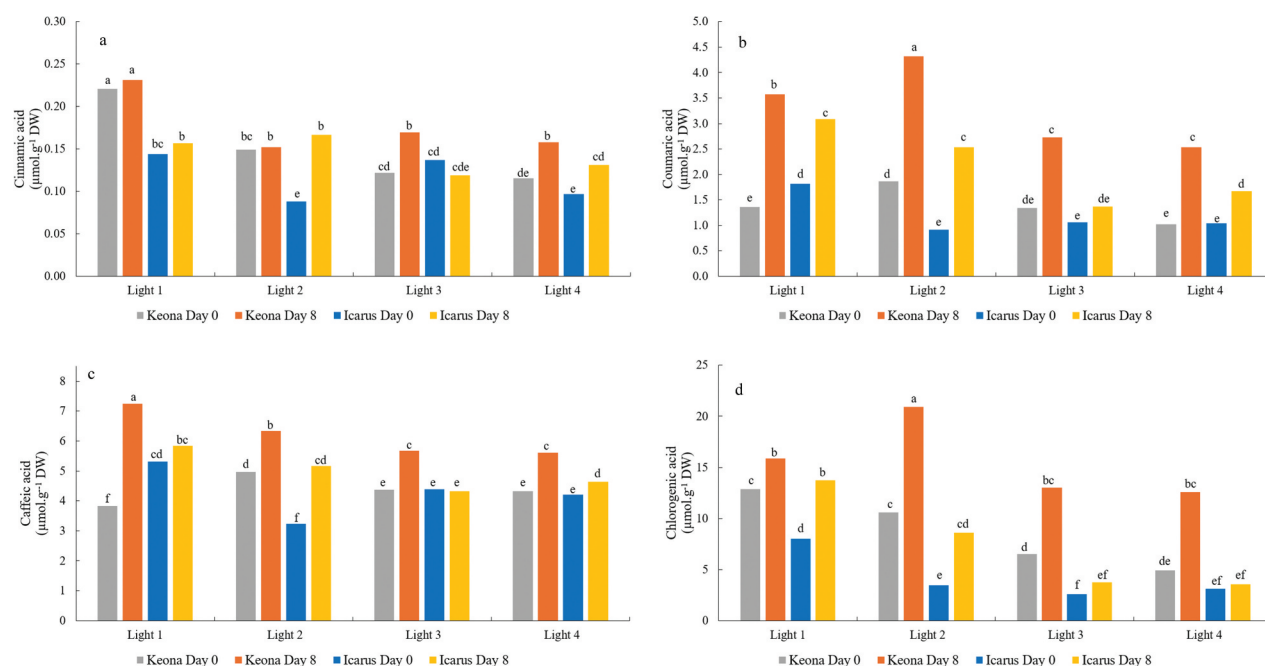 a
Cinnamic acid
(µmol.g⁻¹ DW)
0.30
0.25
0.20
0.15
0.10
0.05
0.00
a a bc b
bc b e b
cd b cd cde
de b e cd
Light 1 Light 2 Light 3 Light 4
Keona Day 0 Keona Day 8 Icarus Day 0 Icarus Day 8
b
Coumaric acid
(µmol.g⁻¹ DW)
5.0
4.5
4.0
3.5
3.0
2.5
2.0
1.5
1.0
0.5
0.0
e b d c
d a e c
de c e de
e c e d
Light 1 Light 2 Light 3 Light 4
Keona Day 0 Keona Day 8 Icarus Day 0 Icarus Day 8
c
Caffeic acid
(µmol.g⁻¹ DW)
8
7
6
5
4
3
2
1
0
f a cd bc
d b f cd
e c e e
e c e d
Light 1 Light 2 Light 3 Light 4
Keona Day 0 Keona Day 8 Icarus Day 0 Icarus Day 8
d
Chlorogenic acid
(µmol.g⁻¹ DW)
25
20
15
10
5
0
c b d b
c a e cd
d bc f ef
de bc ef ef
Light 1 Light 2 Light 3 Light 4
Keona Day 0 Keona Day 8 Icarus Day 0 Icarus Day 8